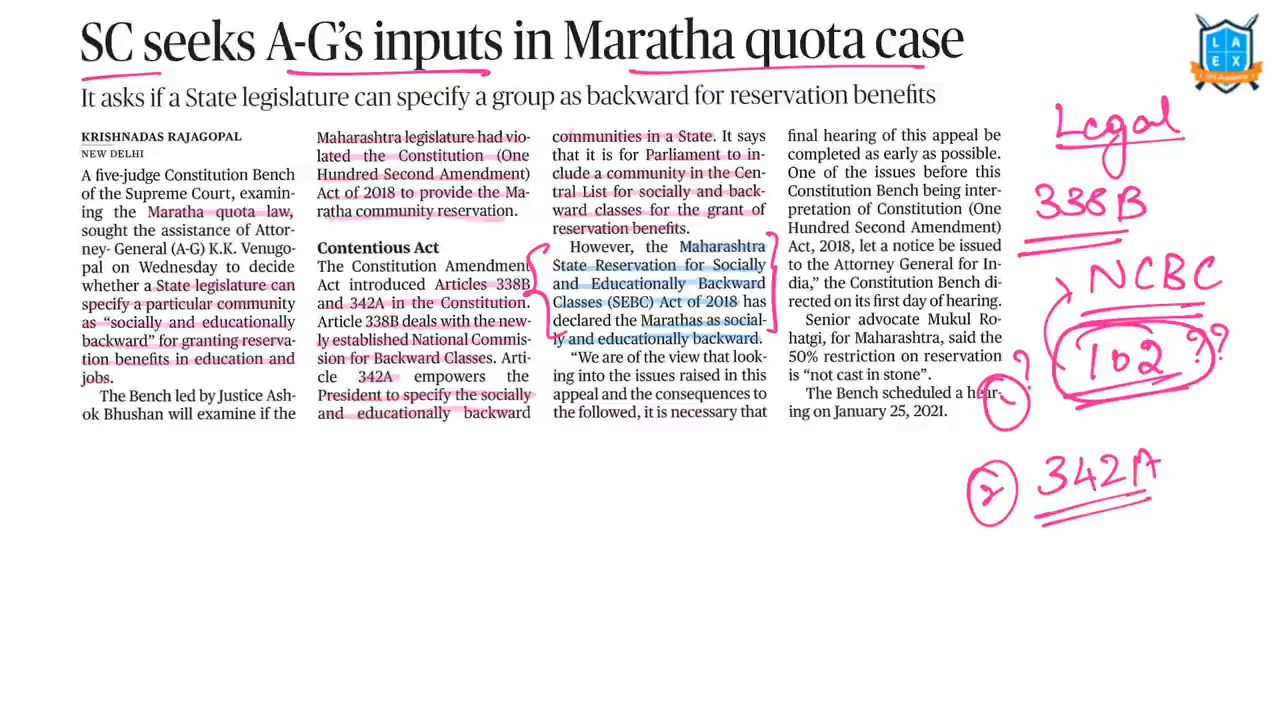 SC seeks A-G's inputs in Maratha quota case
It asks if a State legislature can specify a group as backward for reservation benefits
KRISHNADAS RAJAGOPAL
NEW DELHI
A five-judge Constitution Bench
of the Supreme Court, examin-
ing the Maratha quota law,
sought the assistance of Attor-
ney- General (A-G) K.K. Venugo-
pal on Wednesday to decide
whether a State legislature can
specify a particular community
as “socially and educationally
backward” for granting reserva-
tion benefits in education and
jobs.
The Bench led by Justice Ash-
ok Bhushan will examine if the
Maharashtra legislature had vio-
lated the Constitution (One
Hundred Second Amendment)
Act of 2018 to provide the Ma-
ratha community reservation.
Contentious Act
The Constitution Amendment
Act introduced Articles 338B
and 342A in the Constitution.
Article 338B deals with the new-
ly established National Commis-
sion for Backward Classes. Arti-
cle 342A empowers the
President to specify the socially
and educationally backward
communities in a State. It says
that it is for Parliament to in-
clude a community in the Cen-
tral List for socially and back-
ward classes for the grant of
reservation benefits.
However, the Maharashtra
State Reservation for Socially
and Educationally Backward
Classes (SEBC) Act of 2018 has
declared the Marathas as social-
ly and educationally backward.
“We are of the view that look-
ing into the issues raised in this
appeal and the consequences to
the followed, it is necessary that
final hearing of this appeal be
completed as early as possible.
One of the issues before this
Constitution Bench being inter-
pretation of Constitution (One
Hundred Second Amendment)
Act, 2018, let a notice be issued
to the Attorney General for In-
dia,” the Constitution Bench di-
rected on its first day of hearing.
Senior advocate Mukul Ro-
hatgi, for Maharashtra, said the
50% restriction on reservation
is “not cast in stone”.
The Bench scheduled a hear-
ing on January 25, 2021.
LAEX
Legal
338B
NCBC
102 ??
1 ?
2 342A